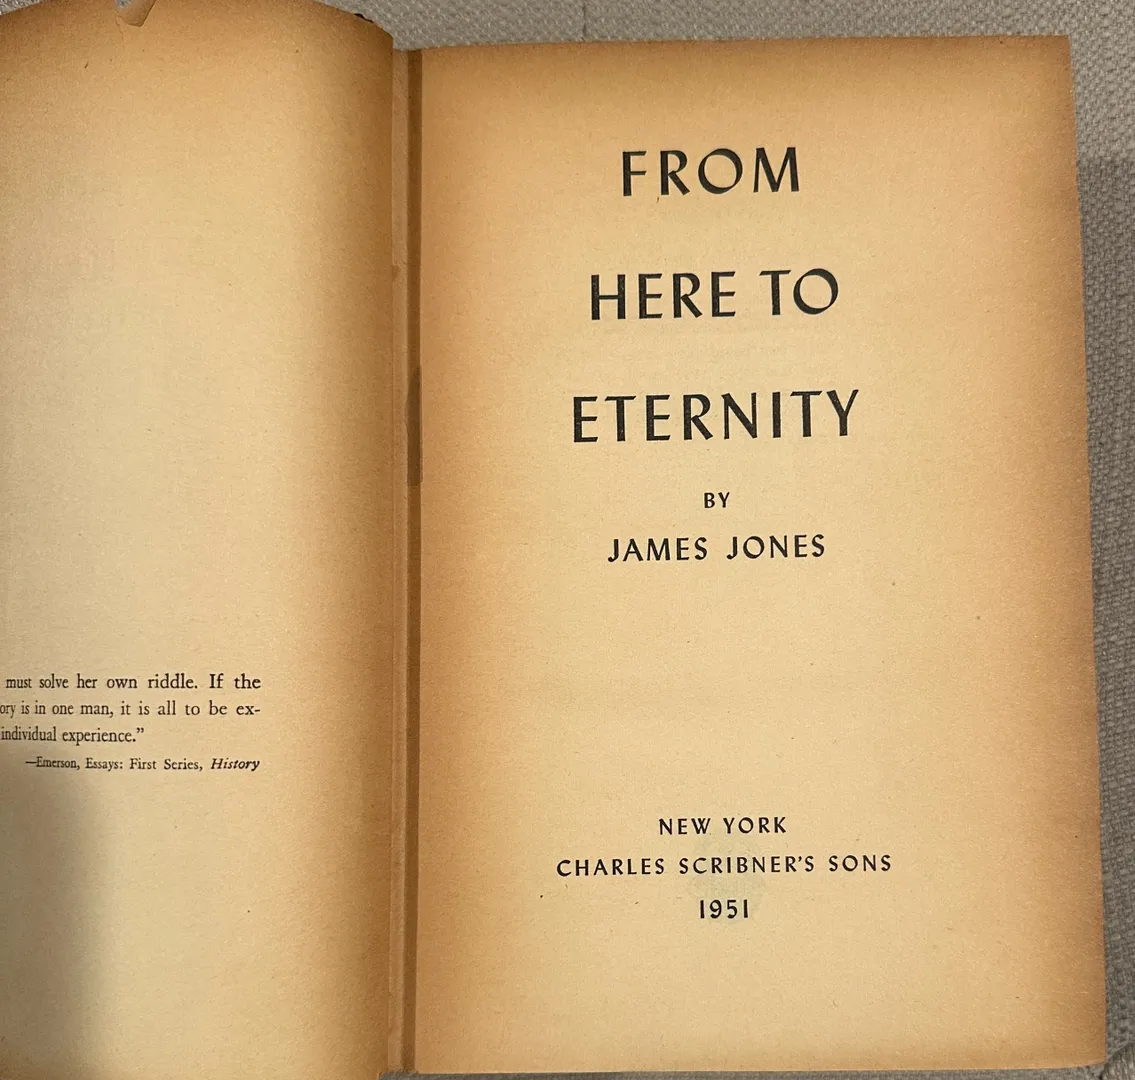 must solve her own riddle. If the
ory is in one man, it is all to be ex-
individual experience.”
—Emerson, Essays: First Series, History
FROM
HERE TO
ETERNITY
BY
JAMES JONES
NEW YORK
CHARLES SCRIBNER'S SONS
1951